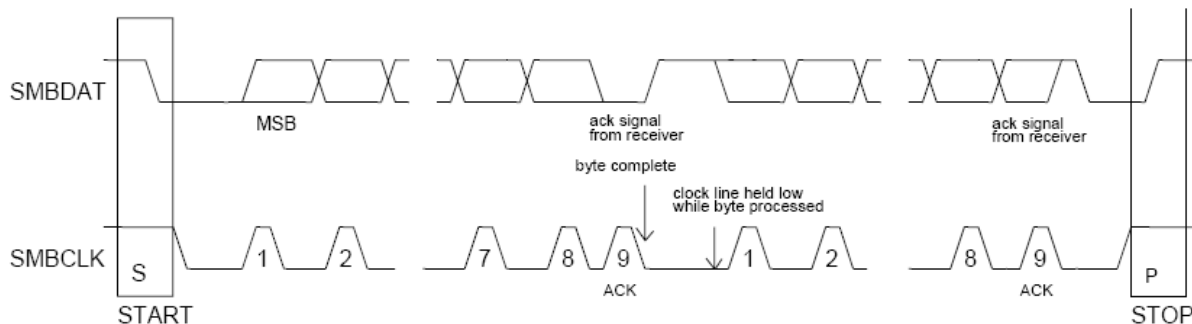 SMBDAT
MSB
ack signal
from receiver
ack signal
from receiver
byte complete
clock line held low
while byte processed
SMBCLK
S
1
2
7
8
9
1
2
8
9
P
ACK
ACK
START
STOP